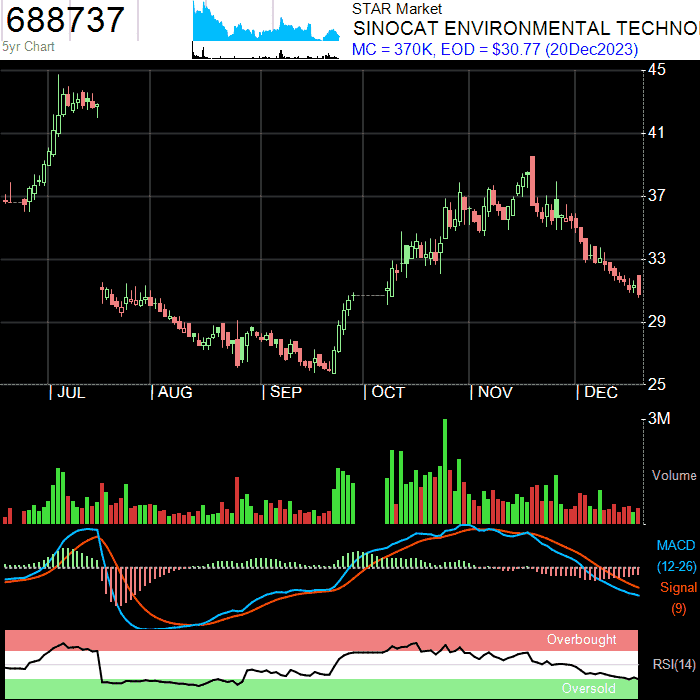 688737
5yr Chart
STAR Market
SINOCAT ENVIRONMENTAL TECHNO
MC = 370K, EOD = $30.77 (20Dec2023)
45
41
37
33
29
25
JUL AUG SEP OCT NOV DEC
3M
Volume
MACD
(12-26)
Signal
(9)
Overbought
RSI(14)
Oversold